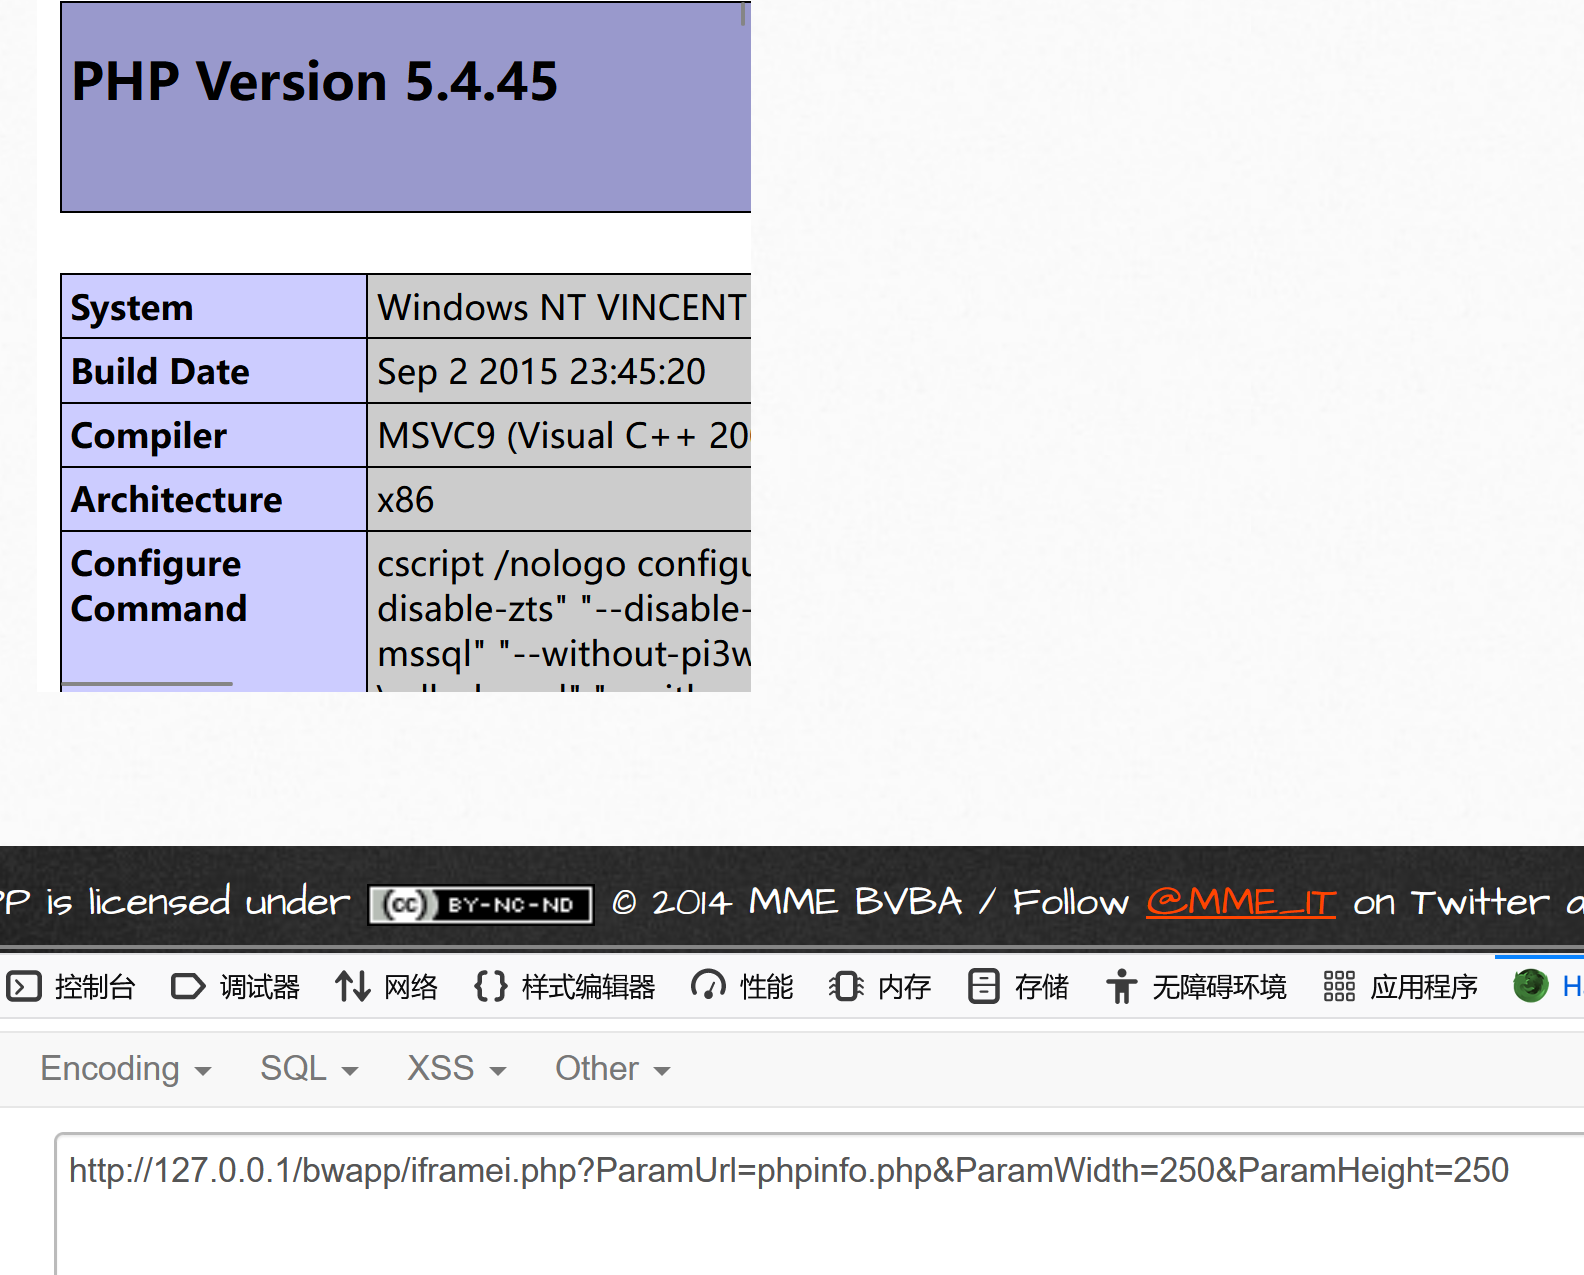 PHP Version 5.4.45
System Windows NT VINCENT
Build Date Sep 2 2015 23:45:20
Compiler MSVC9 (Visual C++ 20
Architecture x86
Configure Command cscript /nologo config
disable-zts" "--disable-
mssql" "--without-pi3w
is licensed under (cc) BY-NC-ND © 2014 MME BVBA / Follow @MME_IT on Twitter
控制台 调试器 网络 样式编辑器 性能 内存 存储 无障碍环境 应用程序 H
Encoding SQL XSS Other
http://127.0.0.1/bwapp/iframei.php?ParamUrl=phpinfo.php&ParamWidth=250&ParamHeight=250